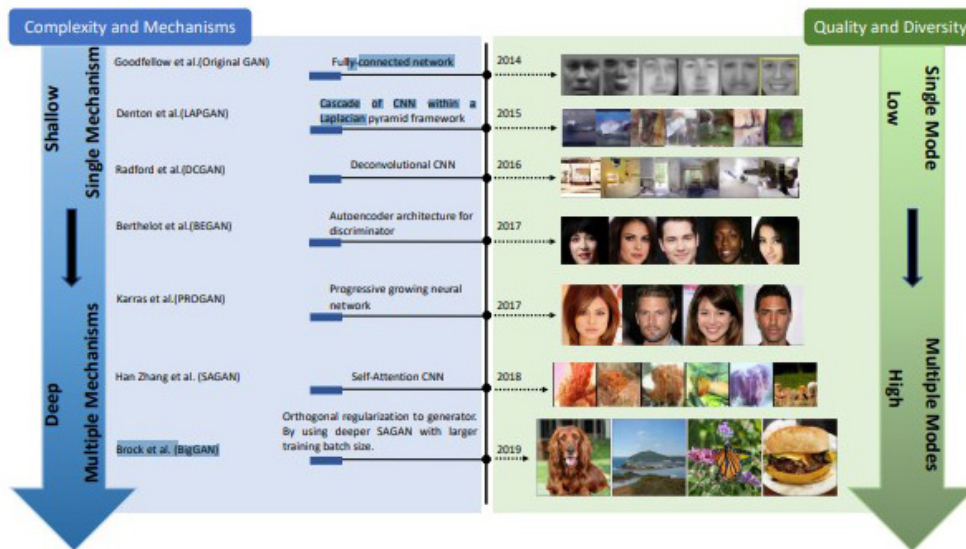 Complexity and Mechanisms
Quality and Diversity
Shallow
Single Mechanism
Deep
Multiple Mechanisms
Goodfellow et al.(Original GAN)
Fully-connected network
2014
Denton et al.(LAPGAN)
Cascade of CNN within a
Laplacian pyramid framework
2015
Radford et al.(DCGAN)
Deconvolutional CNN
2016
Berthelot et al.(BEGAN)
Autoencoder architecture for
discriminator
2017
Karras et al.(PROGAN)
Progressive growing neural
network
2017
Han Zhang et al. (SAGAN)
Self-Attention CNN
2018
Brock et al. (BigGAN)
Orthogonal regularization to generator.
By using deeper SAGAN with larger
training batch size.
2019
Low
Single Mode
High
Multiple Modes